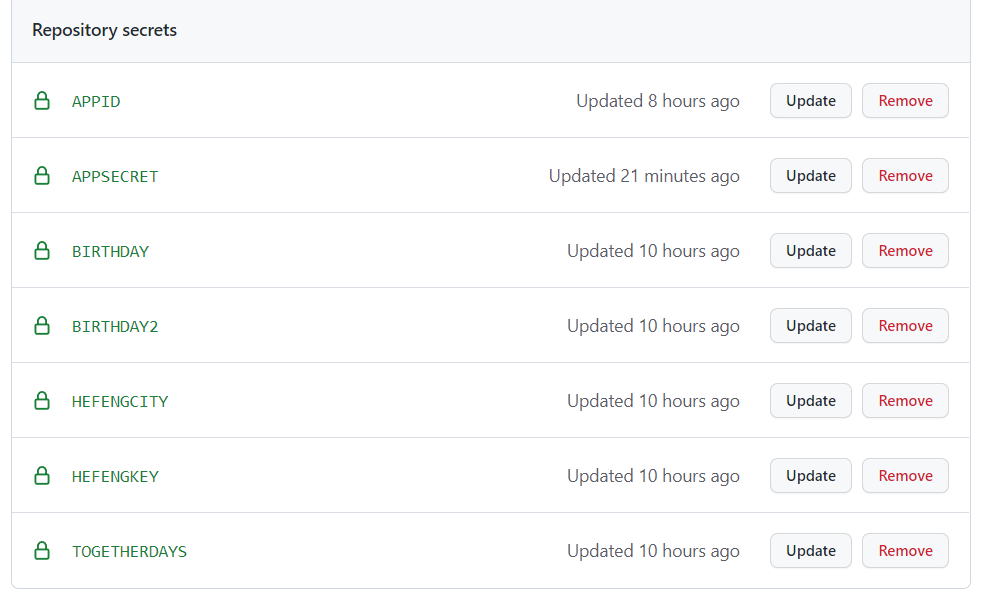 Repository secrets
APPID Updated 8 hours ago Update Remove
APPSECRET Updated 21 minutes ago Update Remove
BIRTHDAY Updated 10 hours ago Update Remove
BIRTHDAY2 Updated 10 hours ago Update Remove
HEFENGCITY Updated 10 hours ago Update Remove
HEFENGKEY Updated 10 hours ago Update Remove
TOGETHERDAYS Updated 10 hours ago Update Remove